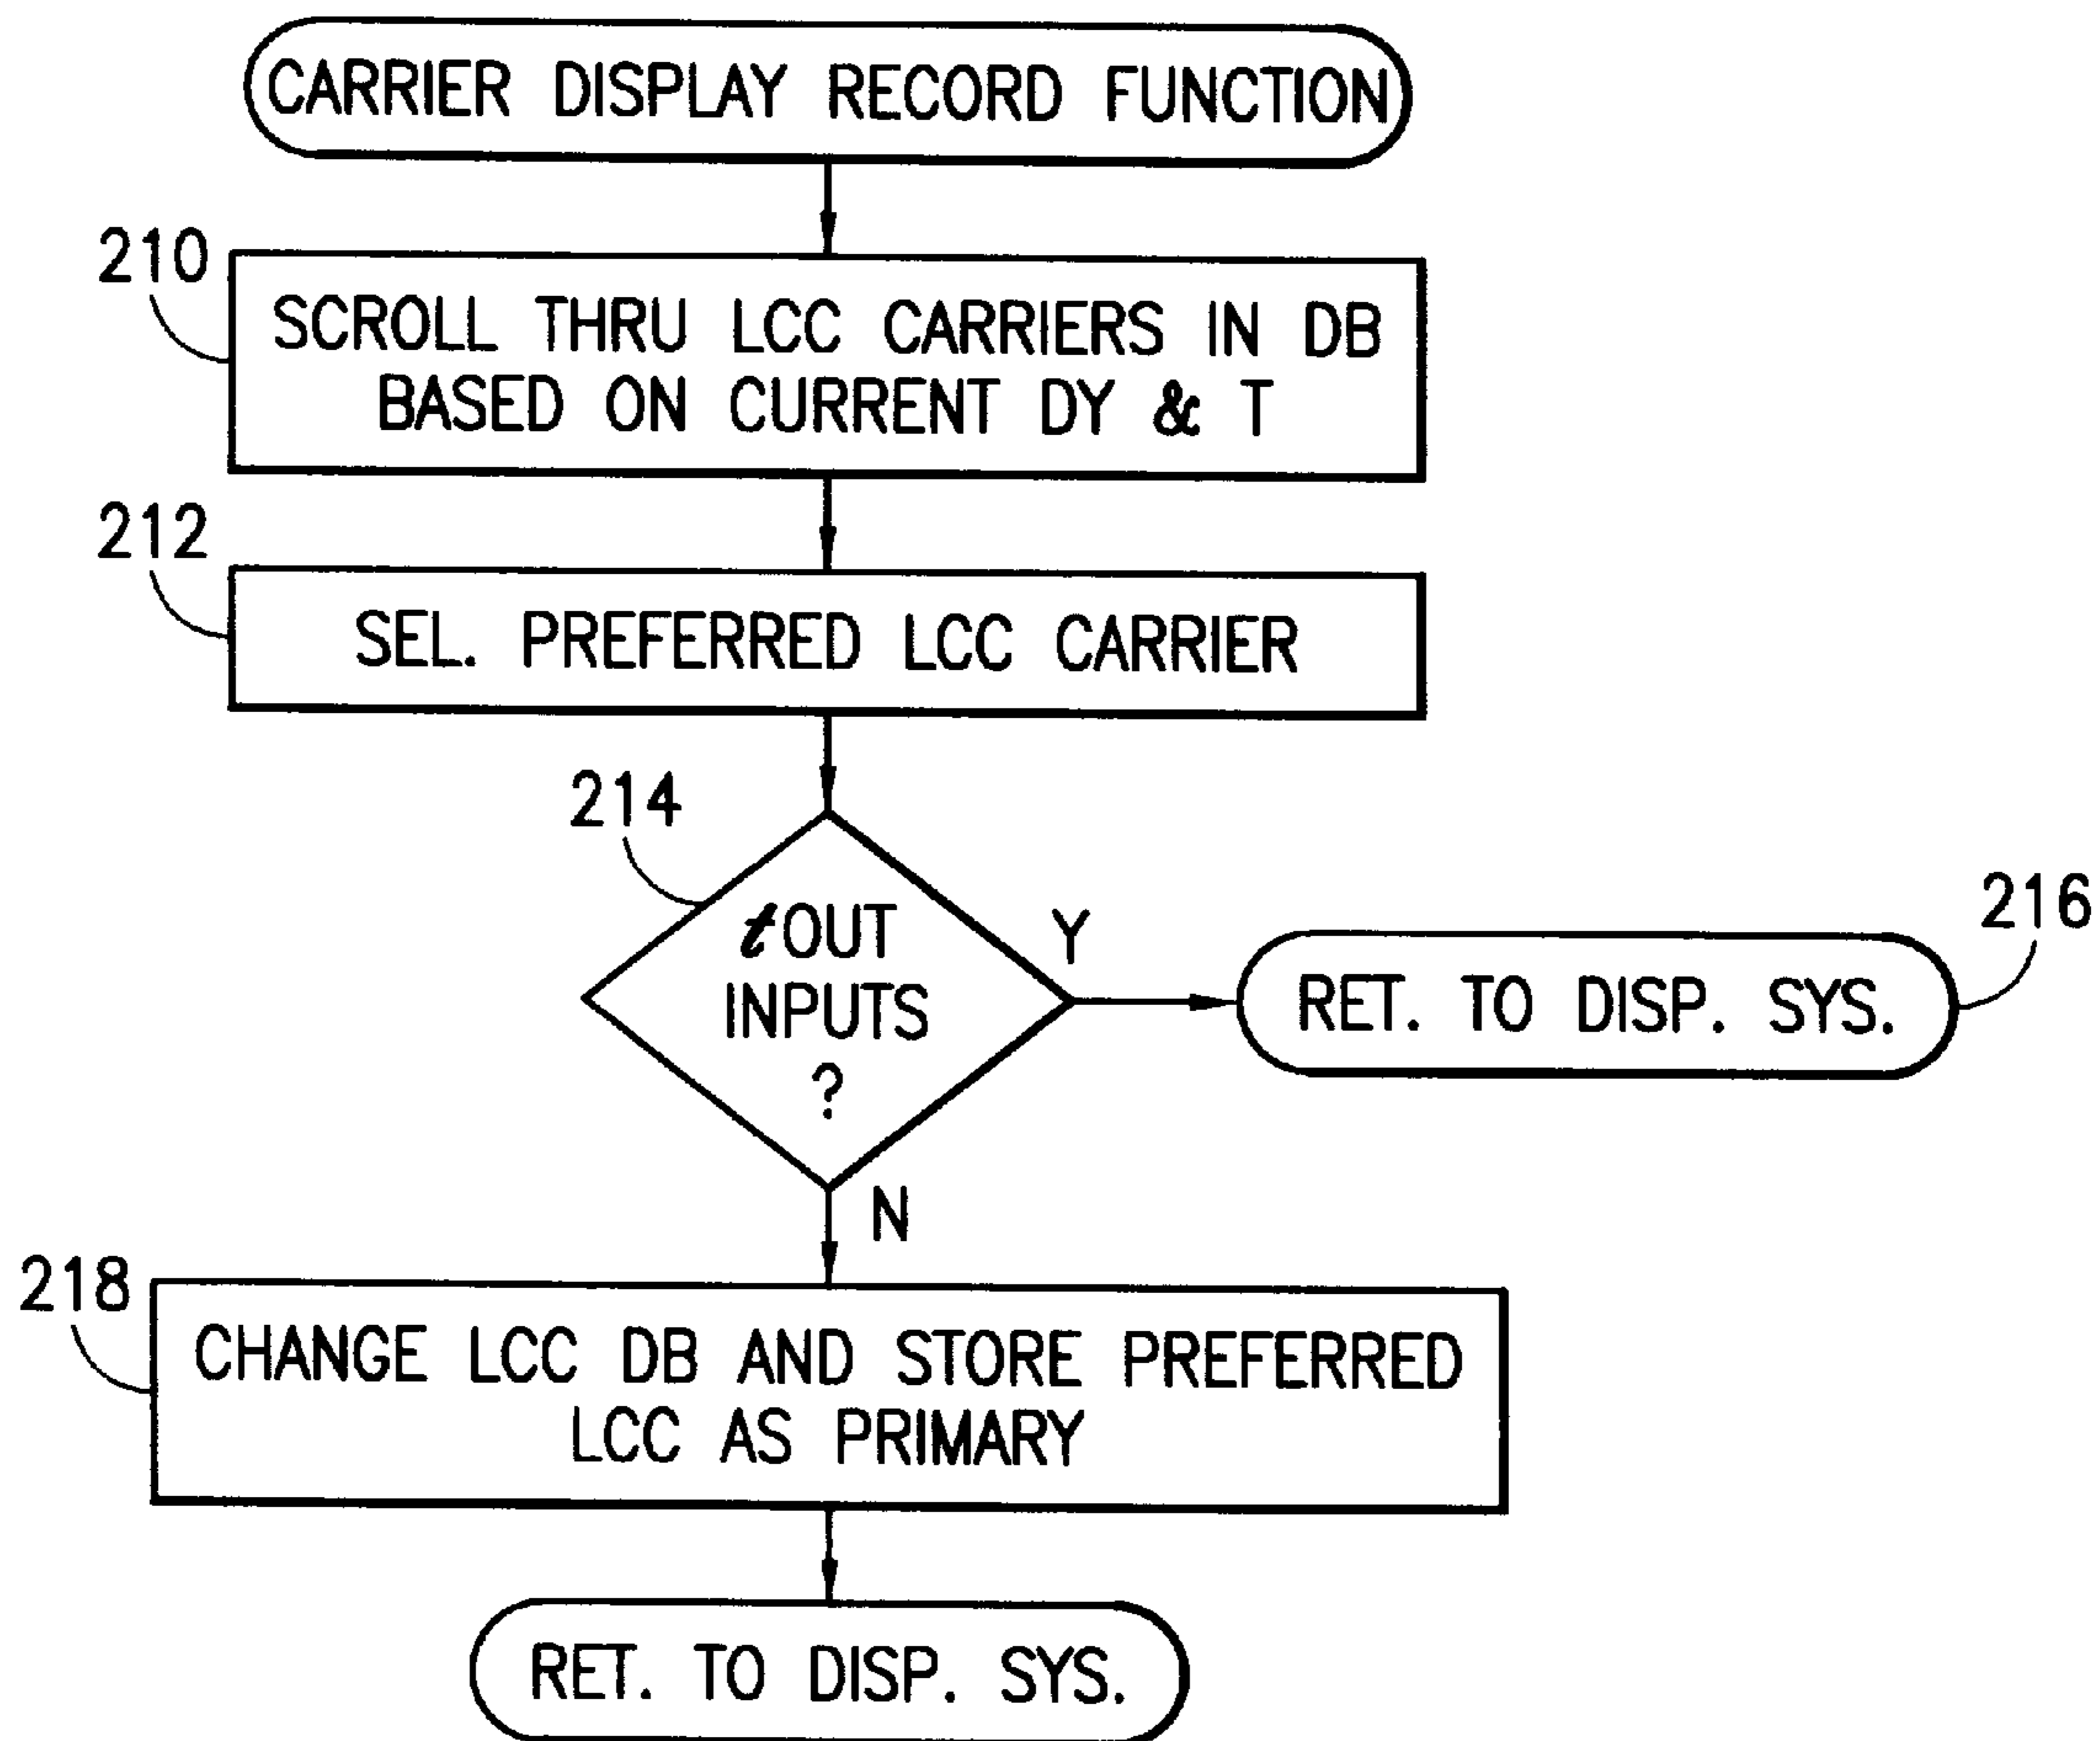 CARRIER DISPLAY RECORD FUNCTION
210
SCROLL THRU LCC CARRIERS IN DB
BASED ON CURRENT DY & T
212
SEL. PREFERRED LCC CARRIER
214
tOUT
INPUTS
?
Y
216
RET. TO DISP. SYS.
N
218
CHANGE LCC DB AND STORE PREFERRED
LCC AS PRIMARY
RET. TO DISP. SYS.